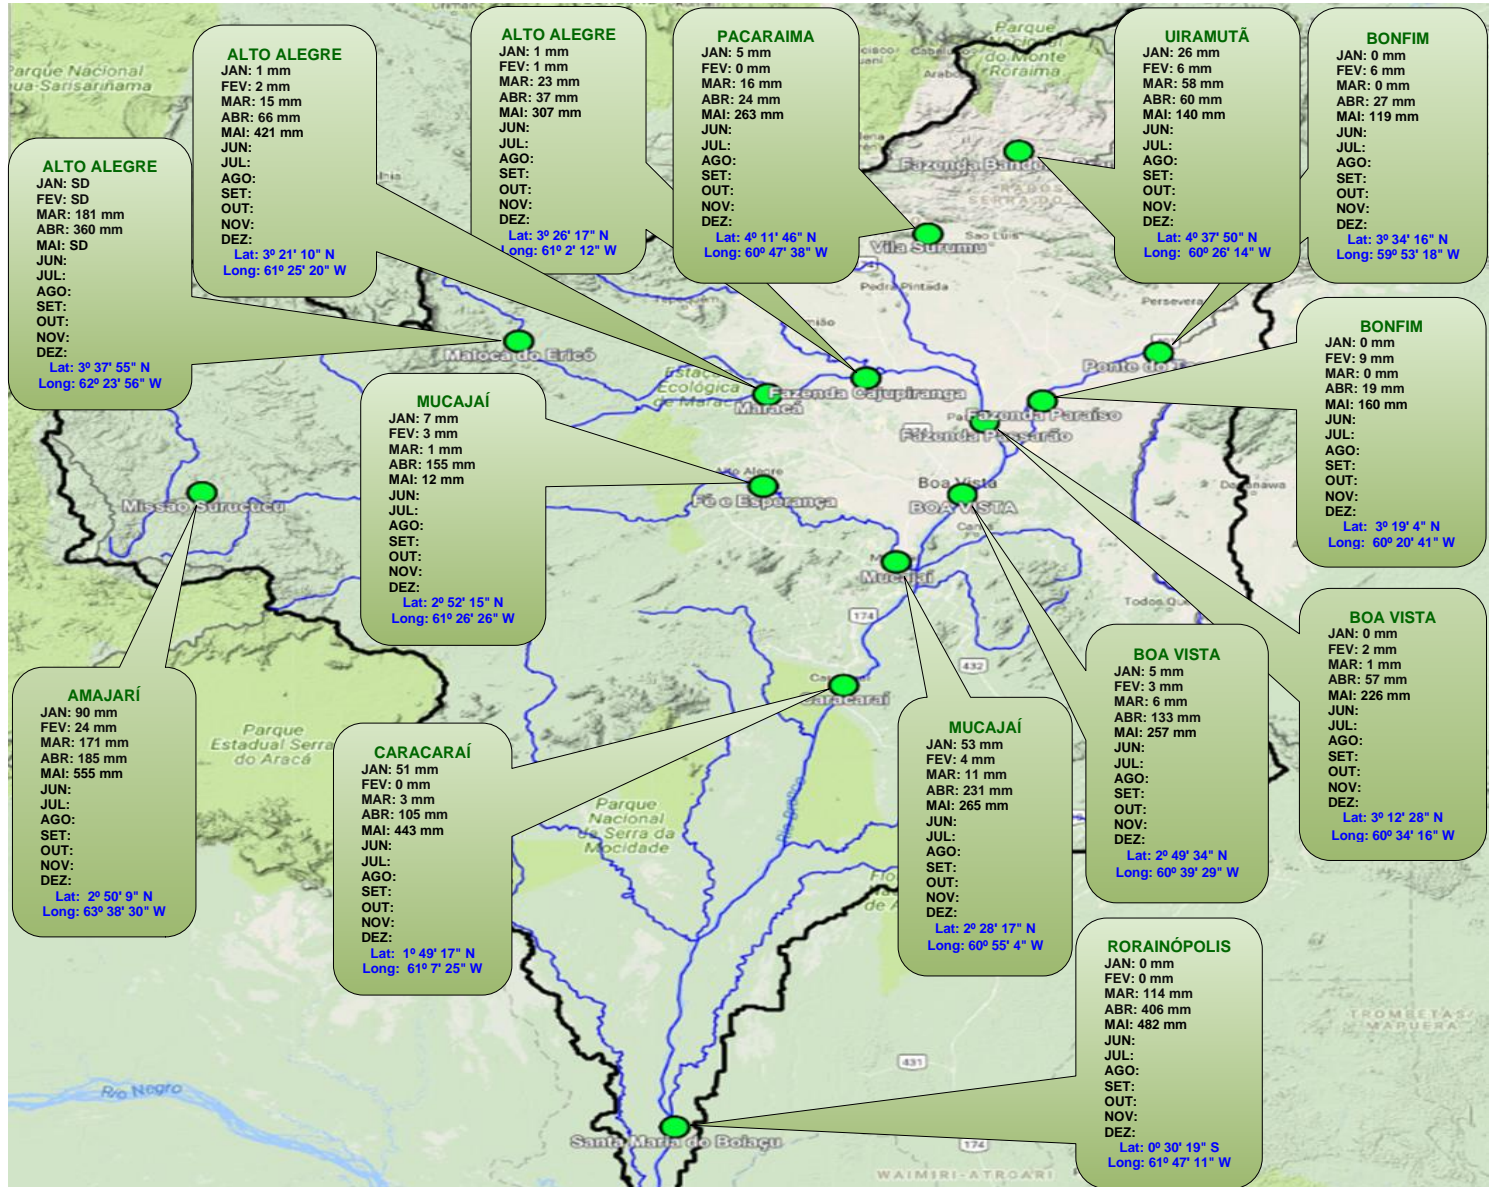 ALTO ALEGRE
JAN: SD
FEV: SD
MAR: 181 mm
ABR: 360 mm
MAI: SD
JUN:
JUL:
AGO:
SET:
OUT:
NOV:
DEZ:
Lat: 3º 37' 55" N
Long: 62º 23' 56" W
ALTO ALEGRE
JAN: 1 mm
FEV: 2 mm
MAR: 15 mm
ABR: 66 mm
MAI: 421 mm
JUN:
JUL:
AGO:
SET:
OUT:
NOV:
DEZ:
Lat: 3º 21' 10" N
Long: 61º 25' 20" W
ALTO ALEGRE
JAN: 1 mm
FEV: 1 mm
MAR: 23 mm
ABR: 37 mm
MAI: 307 mm
JUN:
JUL:
AGO:
SET:
OUT:
NOV:
DEZ:
Lat: 3º 26' 17" N
Long: 61º 2' 12" W
PACARAIMA
JAN: 5 mm
FEV: 0 mm
MAR: 16 mm
ABR: 24 mm
MAI: 263 mm
JUN:
JUL:
AGO:
SET:
OUT:
NOV:
DEZ:
Lat: 4º 11' 46" N
Long: 60º 47' 38" W
UIRAMUTÃ
JAN: 26 mm
FEV: 6 mm
MAR: 58 mm
ABR: 60 mm
MAI: 140 mm
JUN:
JUL:
AGO:
SET:
OUT:
NOV:
DEZ:
Lat: 4º 37' 50" N
Long: 60º 26' 14" W
BONFIM
JAN: 0 mm
FEV: 6 mm
MAR: 0 mm
ABR: 27 mm
MAI: 119 mm
JUN:
JUL:
AGO:
SET:
OUT:
NOV:
DEZ:
Lat: 3º 34' 16" N
Long: 59º 53' 18" W
BONFIM
JAN: 0 mm
FEV: 9 mm
MAR: 0 mm
ABR: 19 mm
MAI: 160 mm
JUN:
JUL:
AGO:
SET:
OUT:
NOV:
DEZ:
Lat: 3º 19' 4" N
Long: 60º 20' 41" W
MUCAJAÍ
JAN: 7 mm
FEV: 3 mm
MAR: 1 mm
ABR: 155 mm
MAI: 12 mm
JUN:
JUL:
AGO:
SET:
OUT:
NOV:
DEZ:
Lat: 2º 52' 15" N
Long: 61º 26' 26" W
BOA VISTA
JAN: 0 mm
FEV: 2 mm
MAR: 1 mm
ABR: 57 mm
MAI: 226 mm
JUN:
JUL:
AGO:
SET:
OUT:
NOV:
DEZ:
Lat: 3º 12' 28" N
Long: 60º 34' 16" W
BOA VISTA
JAN: 5 mm
FEV: 3 mm
MAR: 6 mm
ABR: 133 mm
MAI: 257 mm
JUN:
JUL:
AGO:
SET:
OUT:
NOV:
DEZ:
Lat: 2º 49' 34" N
Long: 60º 39' 29" W
AMAJARÍ
JAN: 90 mm
FEV: 24 mm
MAR: 171 mm
ABR: 185 mm
MAI: 555 mm
JUN:
JUL:
AGO:
SET:
OUT:
NOV:
DEZ:
Lat: 2º 50' 9" N
Long: 63º 38' 30" W
CARACARAÍ
JAN: 51 mm
FEV: 0 mm
MAR: 3 mm
ABR: 105 mm
MAI: 443 mm
JUN:
JUL:
AGO:
SET:
OUT:
NOV:
DEZ:
Lat: 1º 49' 17" N
Long: 61º 7' 25" W
MUCAJAÍ
JAN: 53 mm
FEV: 4 mm
MAR: 11 mm
ABR: 231 mm
MAI: 265 mm
JUN:
JUL:
AGO:
SET:
OUT:
NOV:
DEZ:
Lat: 2º 28' 17" N
Long: 60º 55' 4" W
RORAINÓPOLIS
JAN: 0 mm
FEV: 0 mm
MAR: 114 mm
ABR: 406 mm
MAI: 482 mm
JUN:
JUL:
AGO:
SET:
OUT:
NOV:
DEZ:
Lat: 0º 30' 19" S
Long: 61º 47' 11" W
Parque Nacional
Parque
do Monte
Roraima
Fazenda
Vila Surumu
Sao Luis
Pedra Pintada
Tepequem
Maloca do Ericó
Ponte do
Maracá
Fazenda Cajupiranga
Fazenda Paraíso
Fazenda Passarão
Ecológica
Missão Surucucu
Fé e Esperança
Boa Vista
BOA VISTA
Mucajaí
174
432
Caracaraí
Parque
Estadual Serra
do Aracá
Parque
Nacional
da Serra da
Mocidade
Rio Branco
Rio Negro
431
174
TROMBETAS/
MAPUERA
Santa Maria do Boiaçu
WAIMIRI-ATROARI